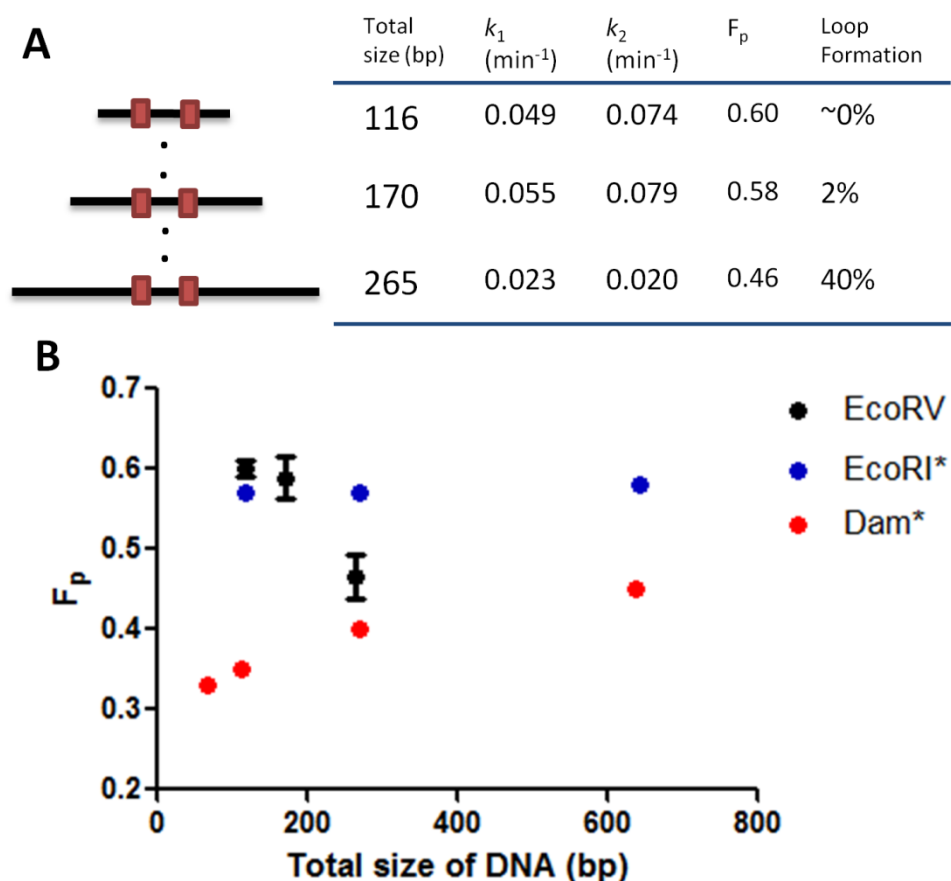 A
Total size (bp) k1 (min-1) k2 (min-1) Fp Loop Formation
116 0.049 0.074 0.60 ~0%
170 0.055 0.079 0.58 2%
265 0.023 0.020 0.46 40%
B
0.7
0.6
0.5
0.4
0.3
0.2
Fp
0 200 400 600 800
Total size of DNA (bp)
EcoRV
EcoRI*
Dam*